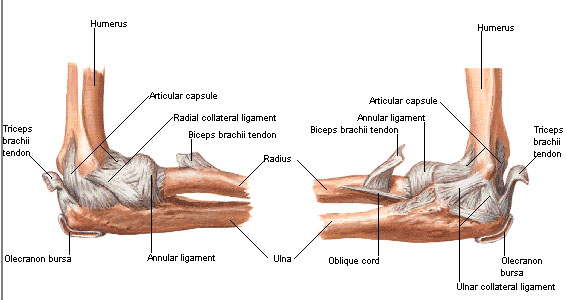 Humerus
Articular capsule
Radial collateral ligament
Biceps brachii tendon
Triceps
brachii
tendon
Radius
Olecranon bursa
Annular ligament
Ulna
Humerus
Articular capsule
Annular ligament
Biceps brachii tendon
Triceps
brachii
tendon
Oblique cord
Olecranon
bursa
Ulnar collateral ligament